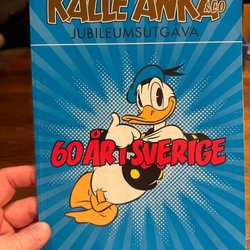 KALLE ANKA
&CO
JUBILEUMSUTGÅVA
60 ÅR I SVERIGE